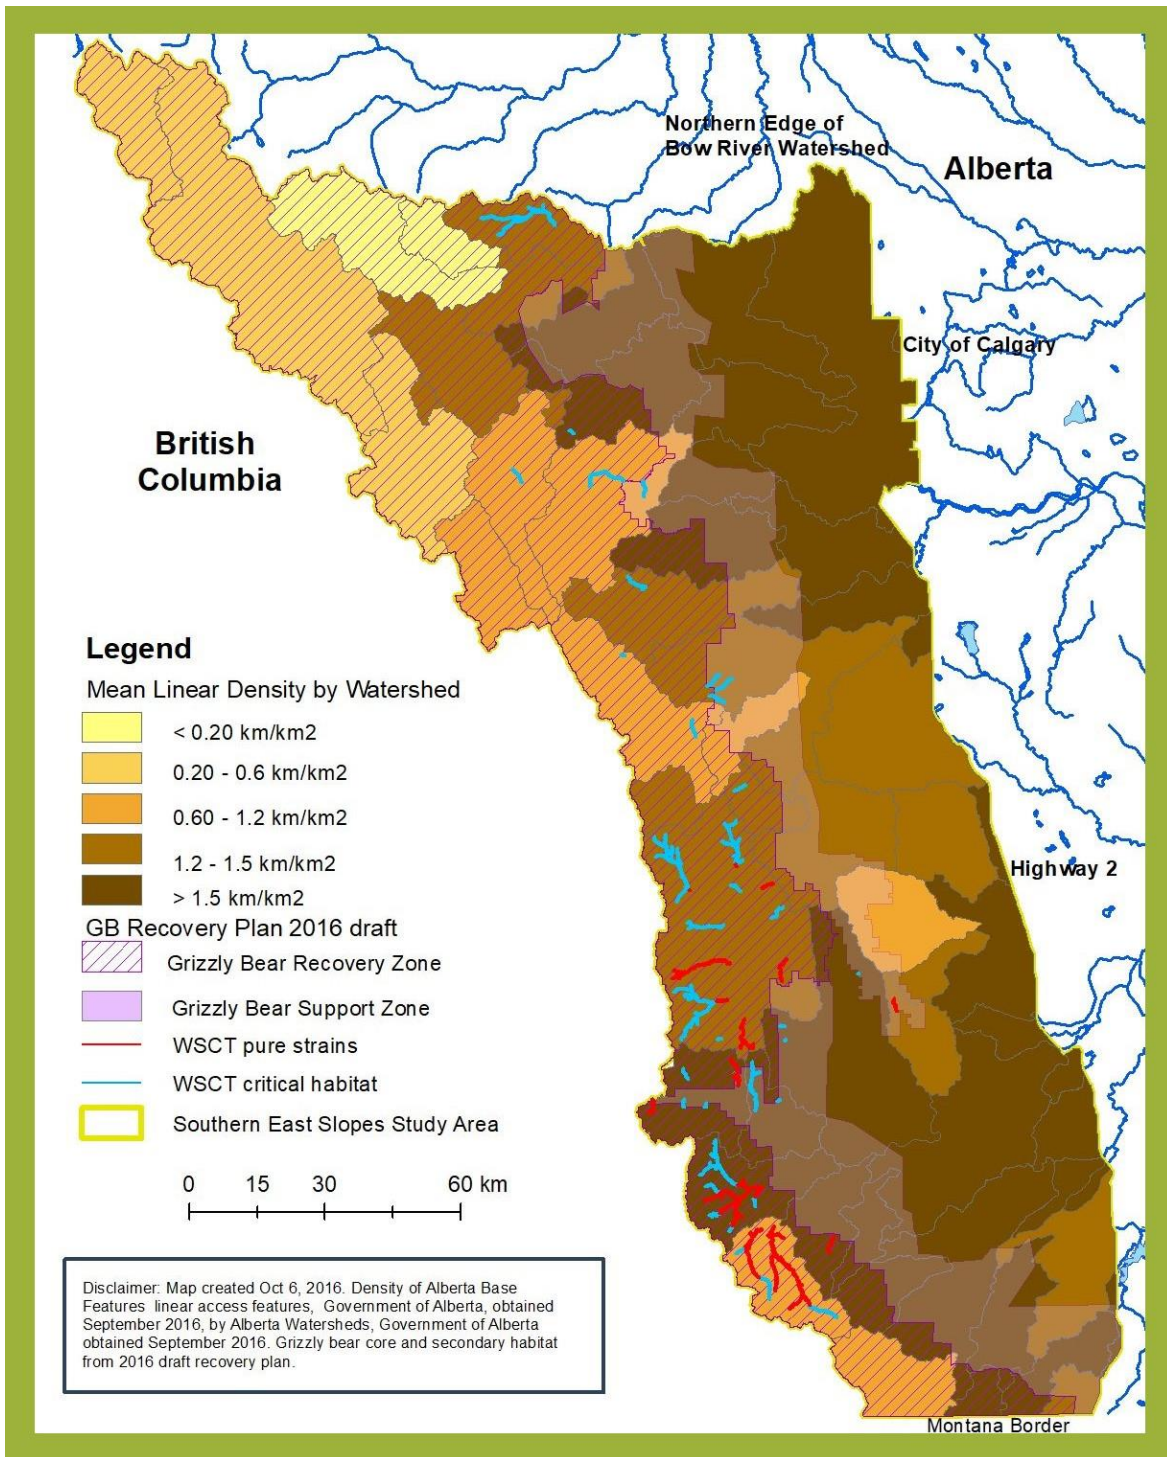 Northern Edge of
Bow River Watershed
Alberta
City of Calgary
British
Columbia
Legend
Mean Linear Density by Watershed
< 0.20 km/km2
0.20 - 0.6 km/km2
0.60 - 1.2 km/km2
1.2 - 1.5 km/km2
> 1.5 km/km2
Highway 2
GB Recovery Plan 2016 draft
Grizzly Bear Recovery Zone
Grizzly Bear Support Zone
WSCT pure strains
WSCT critical habitat
Southern East Slopes Study Area
0 15 30 60 km
Disclaimer: Map created Oct 6, 2016. Density of Alberta Base
Features linear access features, Government of Alberta, obtained
September 2016, by Alberta Watersheds, Government of Alberta
obtained September 2016. Grizzly bear core and secondary habitat
from 2016 draft recovery plan.
Montana Border